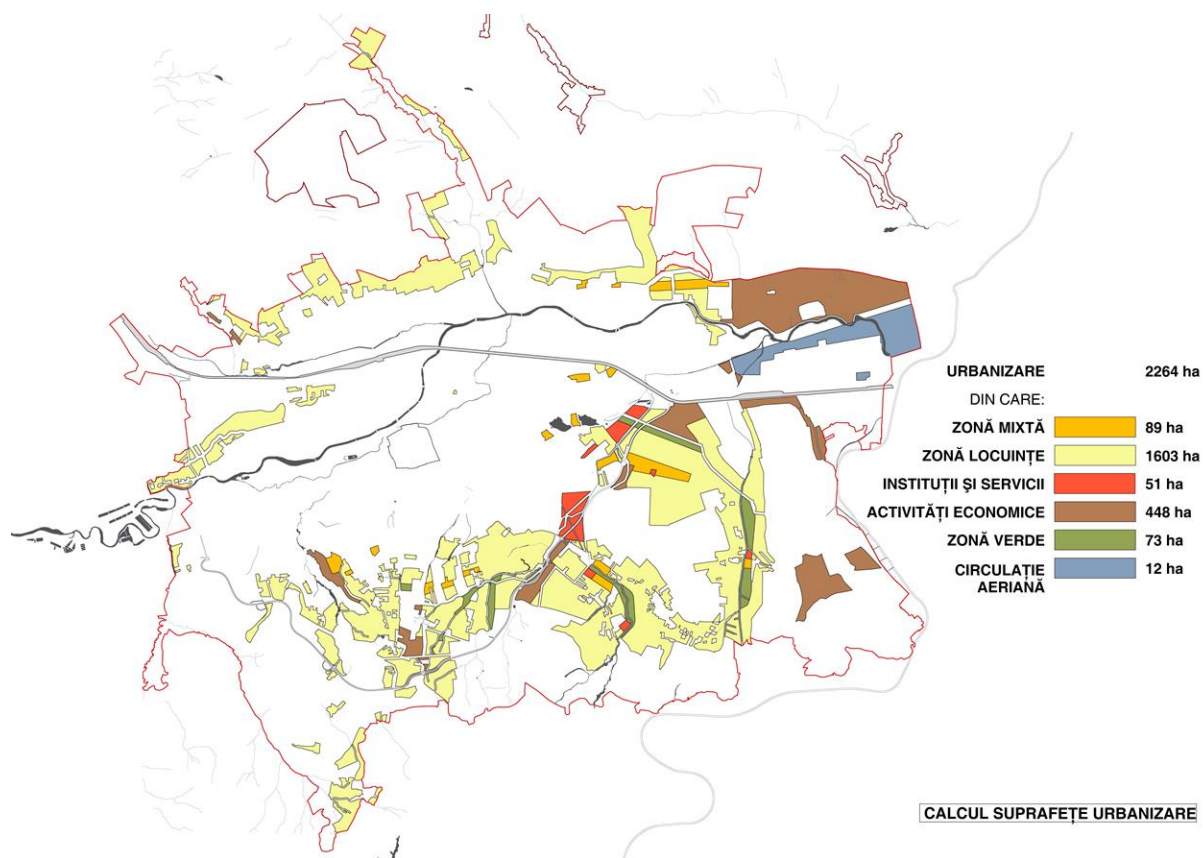 URBANIZARE 2264 ha
DIN CARE:
ZONĂ MIXTĂ 89 ha
ZONĂ LOCUINȚE 1603 ha
INSTITUȚII ȘI SERVICII 51 ha
ACTIVITĂȚI ECONOMICE 448 ha
ZONĂ VERDE 73 ha
CIRCULAȚIE 12 ha
AERIANĂ
CALCUL SUPRAFEȚE URBANIZARE